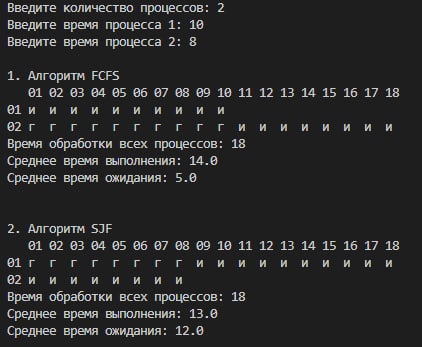 Введите количество процессов: 2
Введите время процесса 1: 10
Введите время процесса 2: 8
1. Алгоритм FCFS
01 02 03 04 05 06 07 08 09 10 11 12 13 14 15 16 17 18
01 и и и и и и и и и и
02 г г г г г г г г г г и и и и и и и и
Время обработки всех процессов: 18
Среднее время выполнения: 14.0
Среднее время ожидания: 5.0
2. Алгоритм SJF
01 02 03 04 05 06 07 08 09 10 11 12 13 14 15 16 17 18
01 г г г г г г г г и и и и и и и и и и
02 и и и и и и и и
Время обработки всех процессов: 18
Среднее время выполнения: 13.0
Среднее время ожидания: 12.0